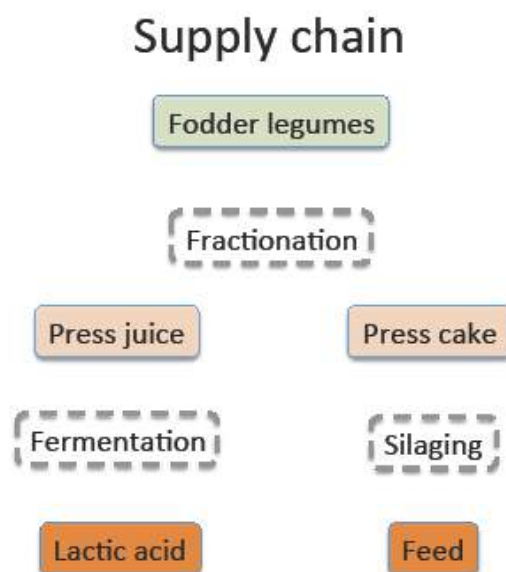 Supply chain
Fodder legumes
Fractionation
Press juice
Press cake
Fermentation
Silaging
Lactic acid
Feed